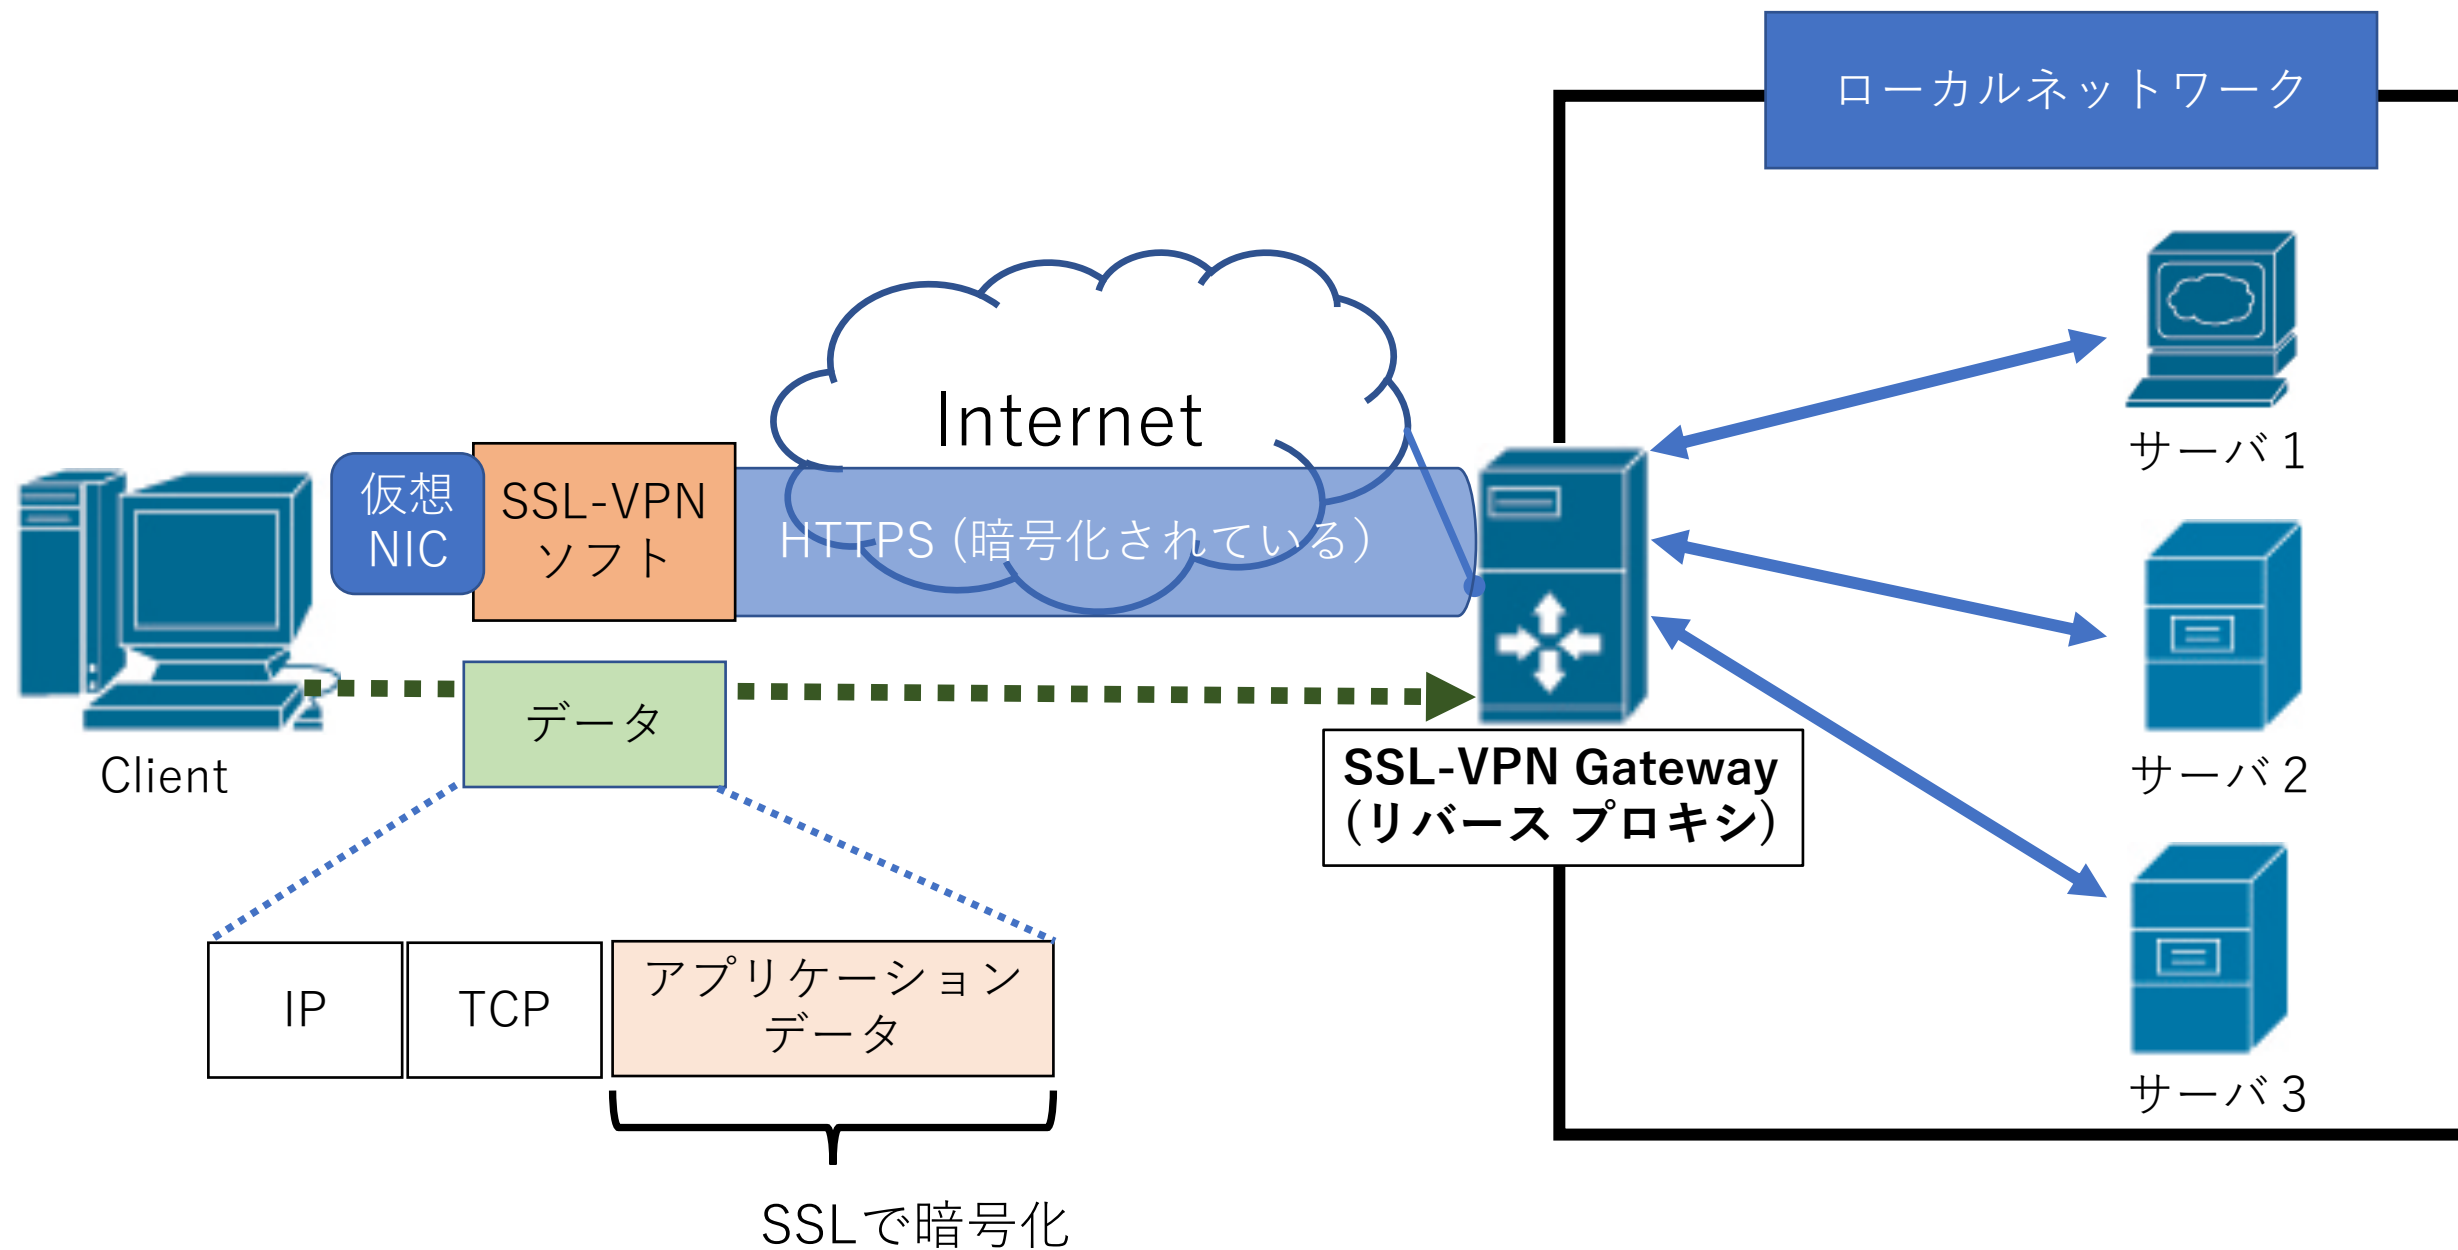 ローカルネットワーク
Internet
サーバ 1
仮想
NIC
SSL-VPN
ソフト
HTTPS (暗号化されている)
データ
Client
SSL-VPN Gateway
(リバース プロキシ)
サーバ 2
IP
TCP
アプリケーション
データ
サーバ 3
SSLで暗号化